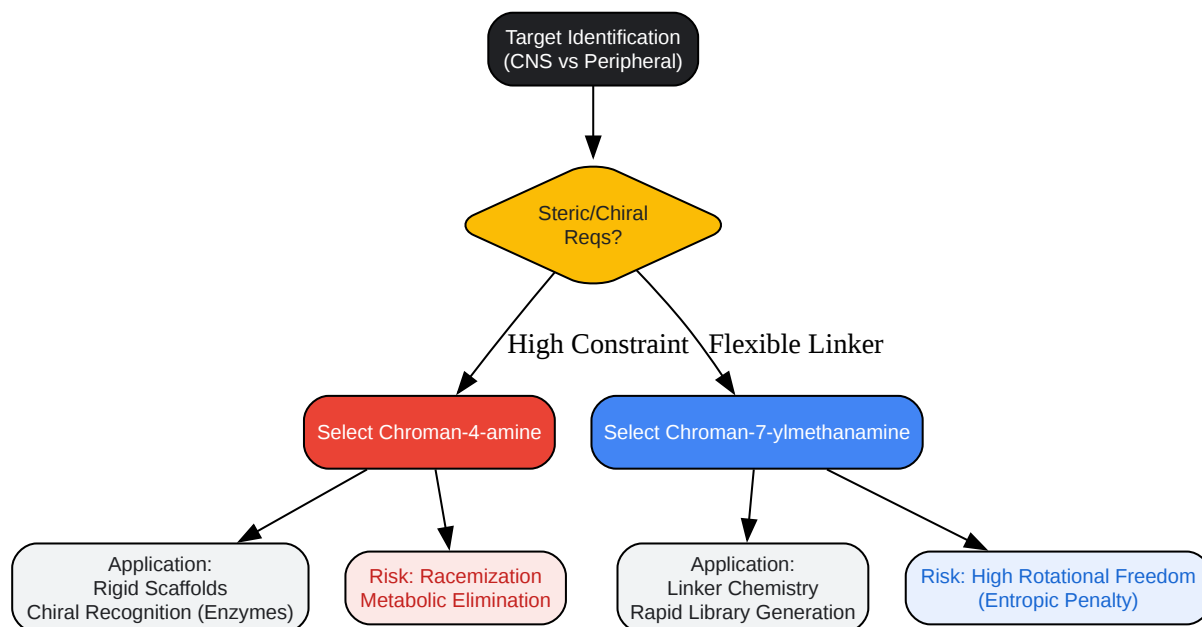 Target Identification
(CNS vs Peripheral)
Steric/Chiral
Reqs?
High Constraint
Flexible Linker
Select Chroman-4-amine
Select Chroman-7-ylmethanamine
Application:
Rigid Scaffolds
Chiral Recognition (Enzymes)
Risk: Racemization
Metabolic Elimination
Application:
Linker Chemistry
Rapid Library Generation
Risk: High Rotational Freedom
(Entropic Penalty)